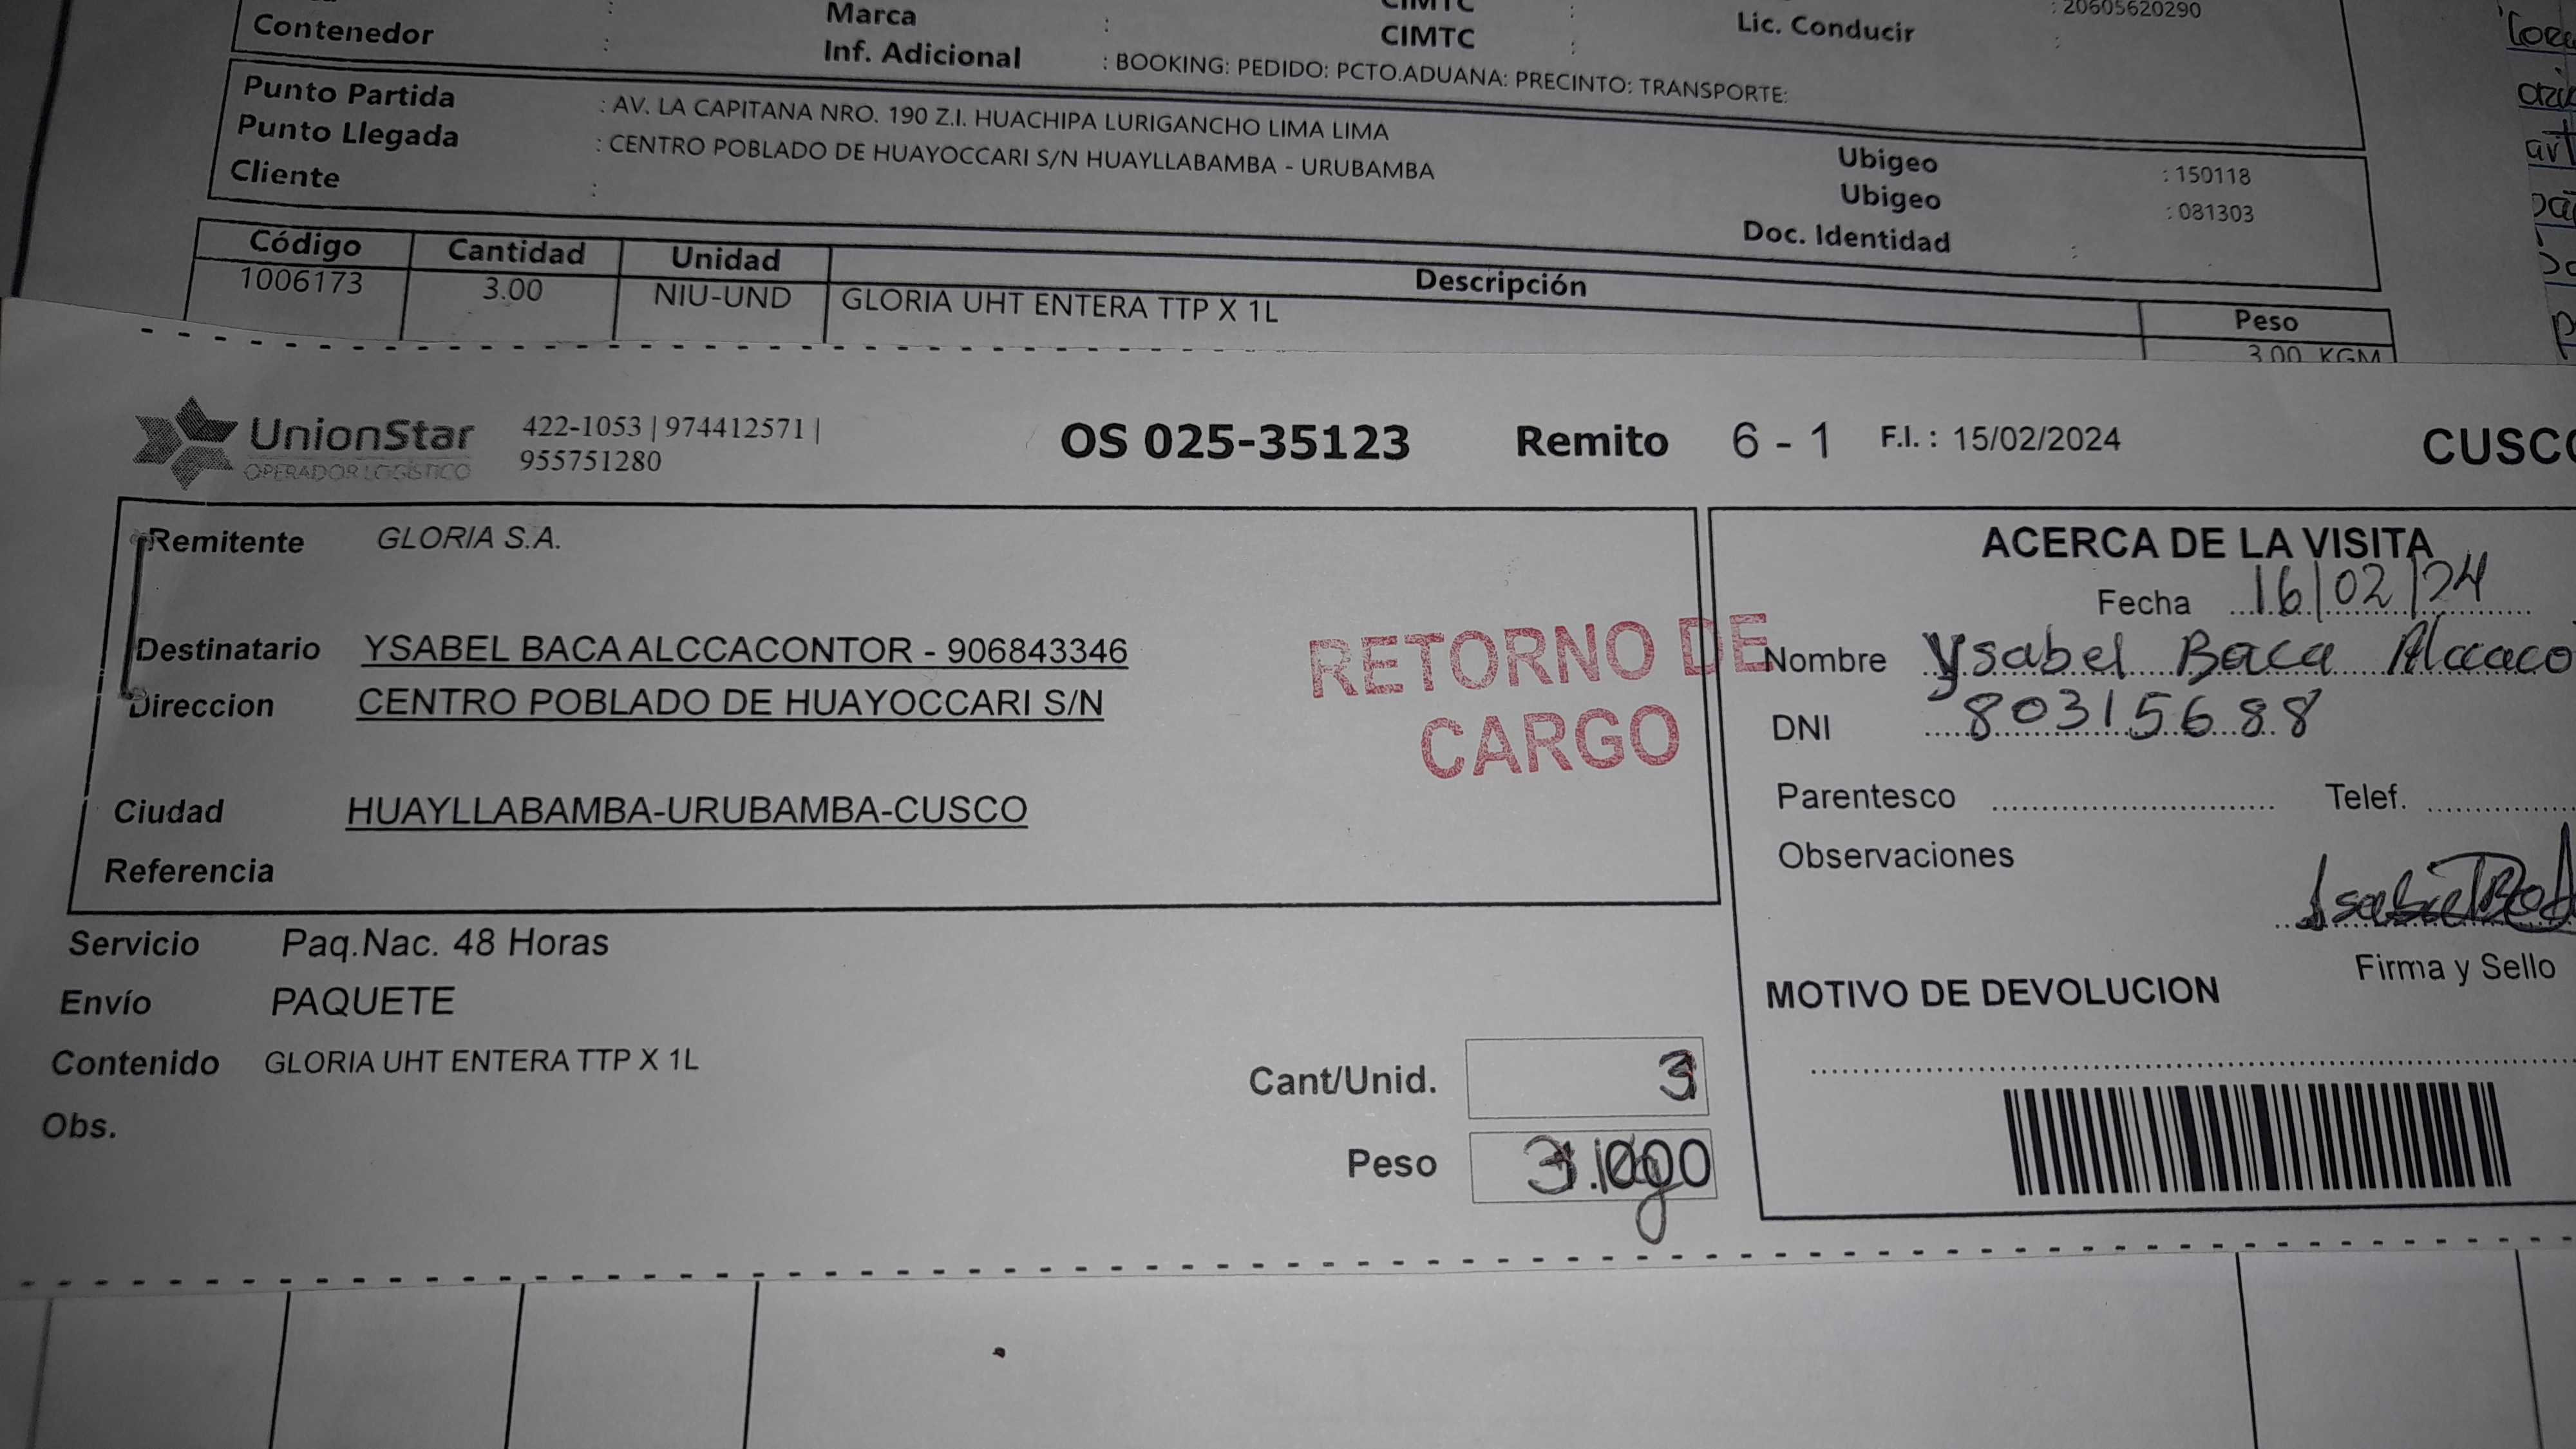 CIMTC :
: 20605620290
Contenedor :
Marca :
CIMTC :
Lic. Conducir :
Inf. Adicional : BOOKING: PEDIDO: PCTO.ADUANA: PRECINTO: TRANSPORTE:
Punto Partida : AV. LA CAPITANA NRO. 190 Z.I. HUACHIPA LURIGANCHO LIMA LIMA
Ubigeo : 150118
Punto Llegada : CENTRO POBLADO DE HUAYOCCARI S/N HUAYLLABAMBA - URUBAMBA
Ubigeo : 081303
Cliente :
Doc. Identidad :
Código Cantidad Unidad Descripción Peso
1006173 3.00 NIU-UND GLORIA UHT ENTERA TTP X 1L 3.00 KGM
UnionStar
OPERADOR LOGÍSTICO
422-1053 | 974412571 |
955751280
OS 025-35123 Remito 6 - 1 F.I. : 15/02/2024 CUSCO
Remitente GLORIA S.A.
Destinatario YSABEL BACA ALCCACONTOR - 906843346
Direccion CENTRO POBLADO DE HUAYOCCARI S/N
Ciudad HUAYLLABAMBA-URUBAMBA-CUSCO
Referencia
RETORNO DE
CARGO
ACERCA DE LA VISITA
Fecha 16/02/24
Nombre Ysabel Baca
DNI 80315688
Parentesco Telef.
Observaciones
Firma y Sello
MOTIVO DE DEVOLUCION
Servicio Paq.Nac. 48 Horas
Envío PAQUETE
Contenido GLORIA UHT ENTERA TTP X 1L
Obs.
Cant/Unid. 3
Peso